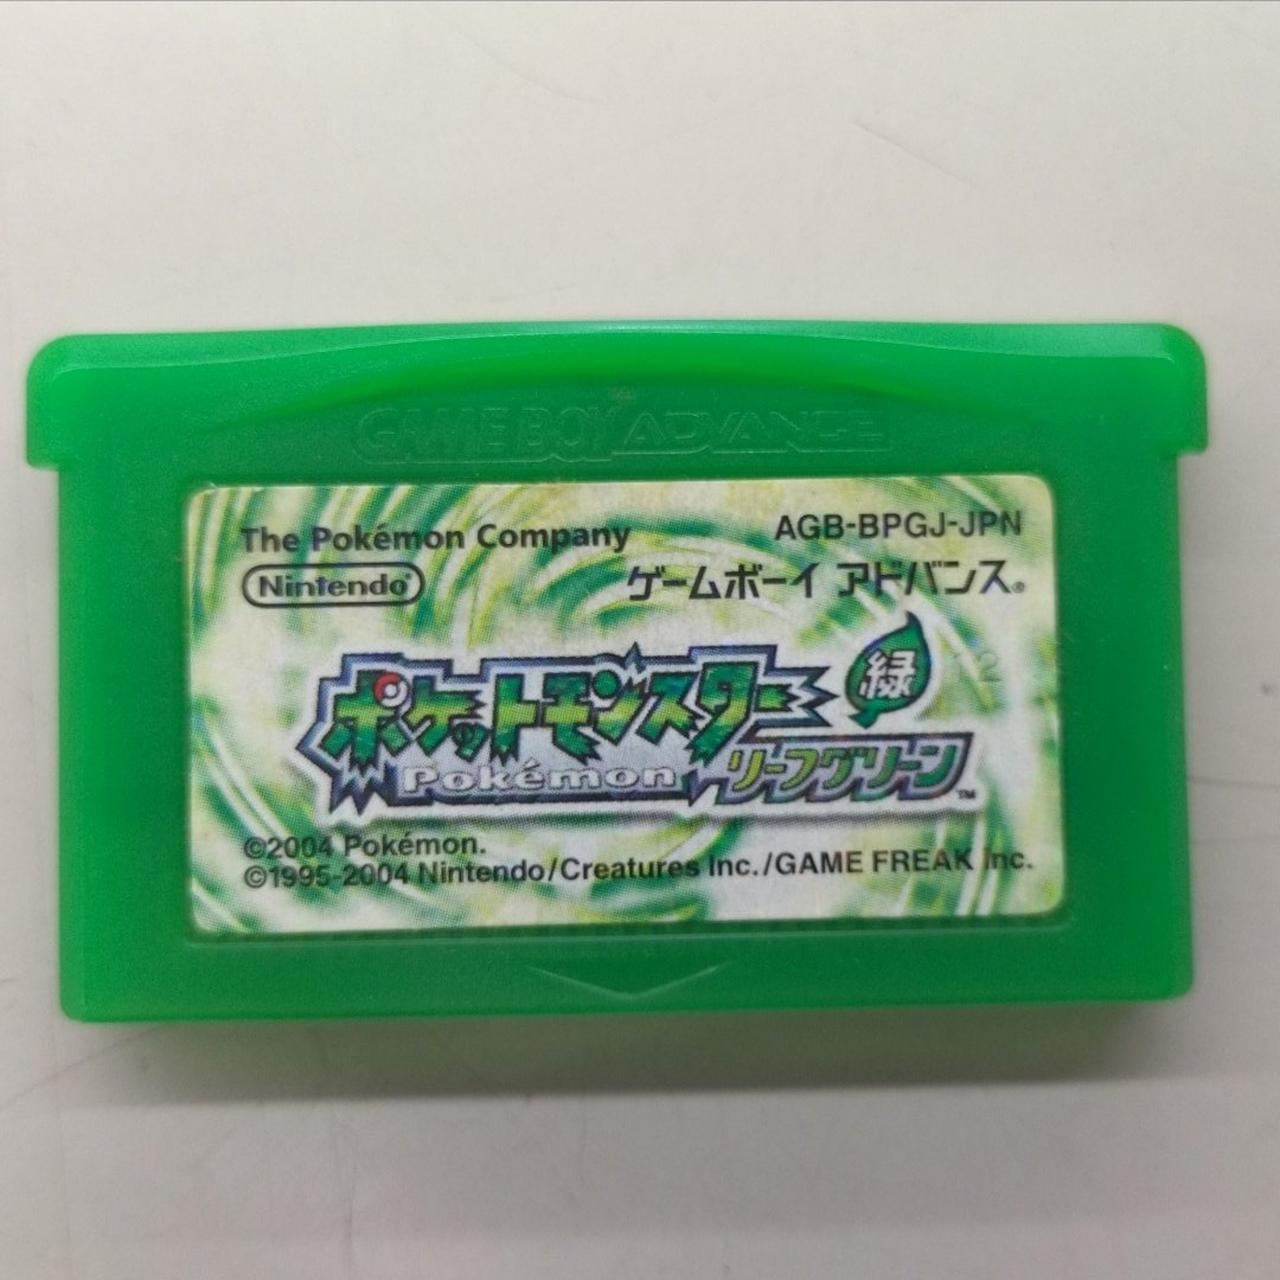 GAME BOY ADVANCE
The Pokémon Company
AGB-BPGJ-JPN
Nintendo®
ゲームボーイ アドバンス®
ポケットモンスター
緑
Pokémon
リーフグリーン™
©2004 Pokémon.
©1995-2004 Nintendo/Creatures Inc./GAME FREAK inc.